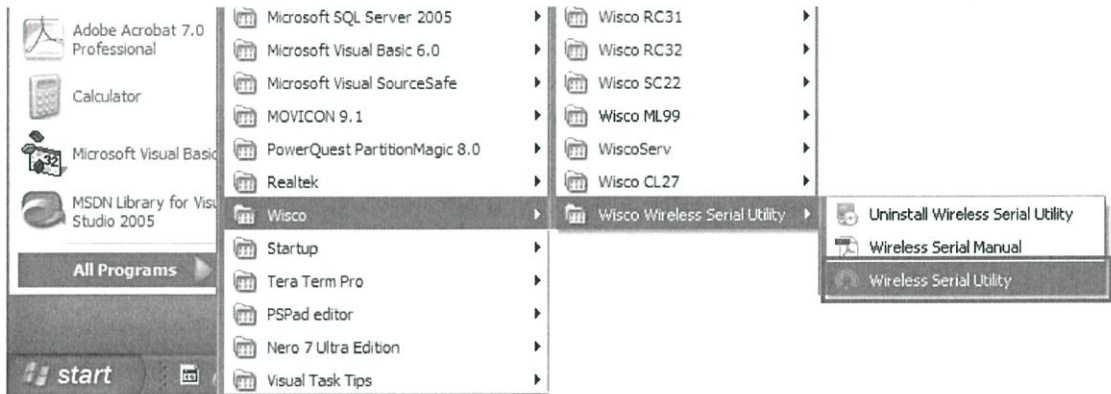 Adobe Acrobat 7.0
Professional
Calculator
Microsoft Visual Basic
MSDN Library for Visu
Studio 2005
All Programs
start
Microsoft SQL Server 2005
Microsoft Visual Basic 6.0
Microsoft Visual SourceSafe
MOVICON 9.1
PowerQuest PartitionMagic 8.0
Realtek
Wisco
Startup
Tera Term Pro
PSPad editor
Nero 7 Ultra Edition
Visual Task Tips
Wisco RC31
Wisco RC32
Wisco SC22
Wisco ML99
WiscoServ
Wisco CL27
Wisco Wireless Serial Utility
Uninstall Wireless Serial Utility
Wireless Serial Manual
Wireless Serial Utility